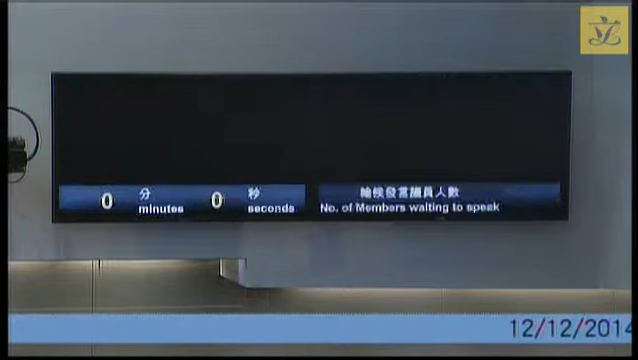 立
0 分 0 秒
minutes seconds
輪候發言議員人數
No. of Members waiting to speak
12/12/2014